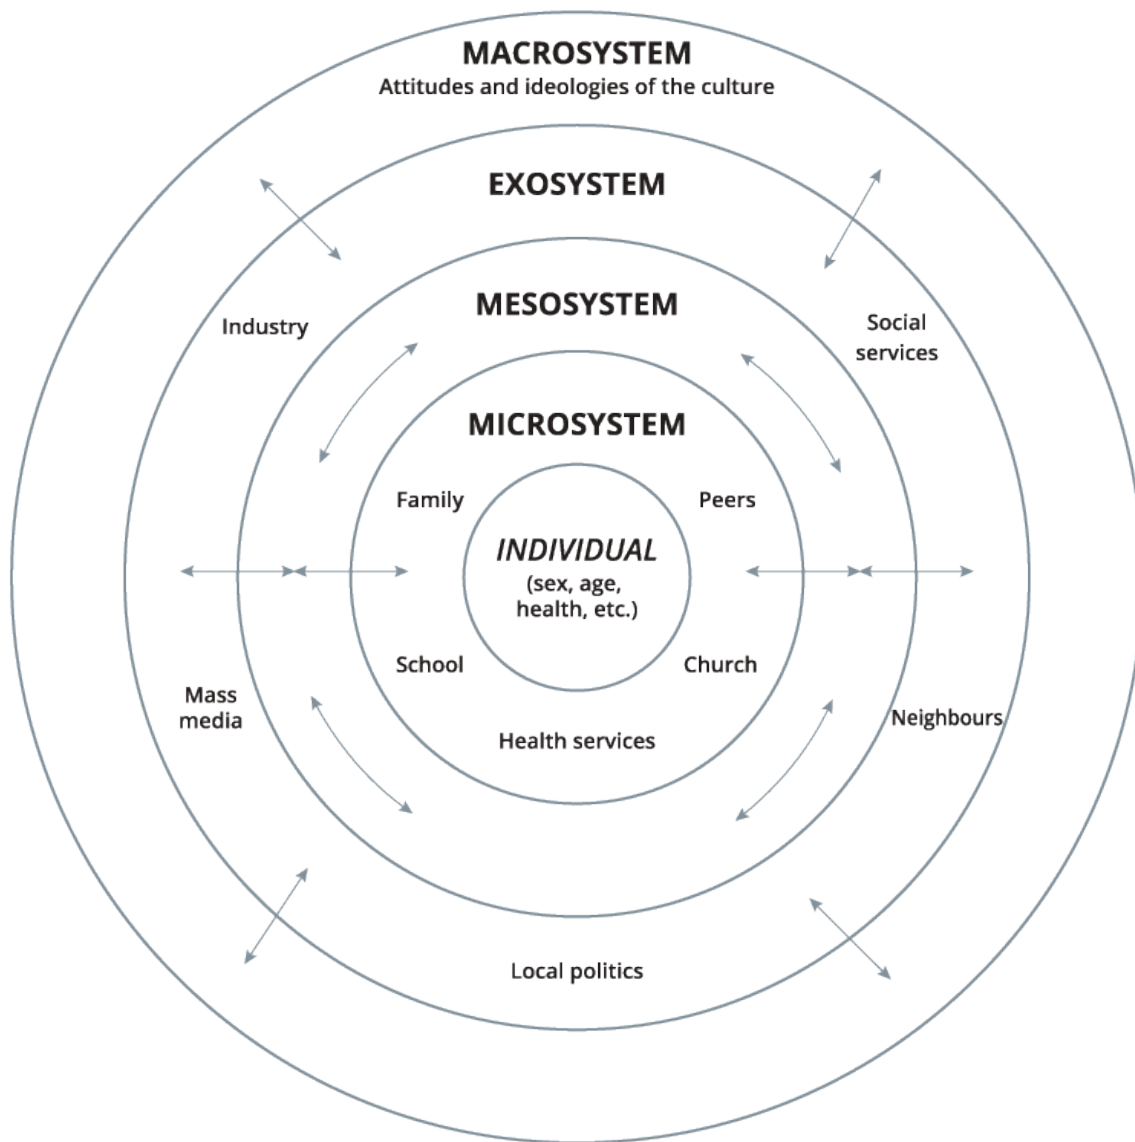 MACROSYSTEM
Attitudes and ideologies of the culture
EXOSYSTEM
MESOSYSTEM
Industry
Social
services
MICROSYSTEM
Family
Peers
INDIVIDUAL
(sex, age,
health, etc.)
School
Church
Mass
media
Neighbours
Health services
Local politics